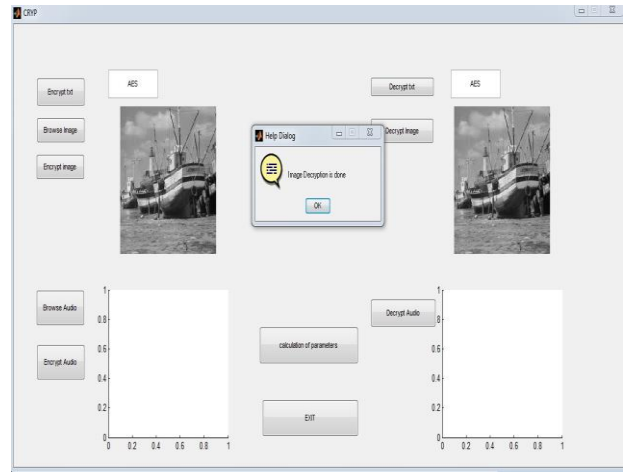 CRYP
Encrypt txt
AES
Decrypt txt
AES
Browse Image
Decrypt Image
Encrypt image
Help Dialog
Image Decryption is done
OK
Browse Audio
Encrypt Audio
1
0.8
0.6
0.4
0.2
0
0 0.2 0.4 0.6 0.8 1
calculation of parameters
EXIT
Decrypt Audio
1
0.8
0.6
0.4
0.2
0
0 0.2 0.4 0.6 0.8 1